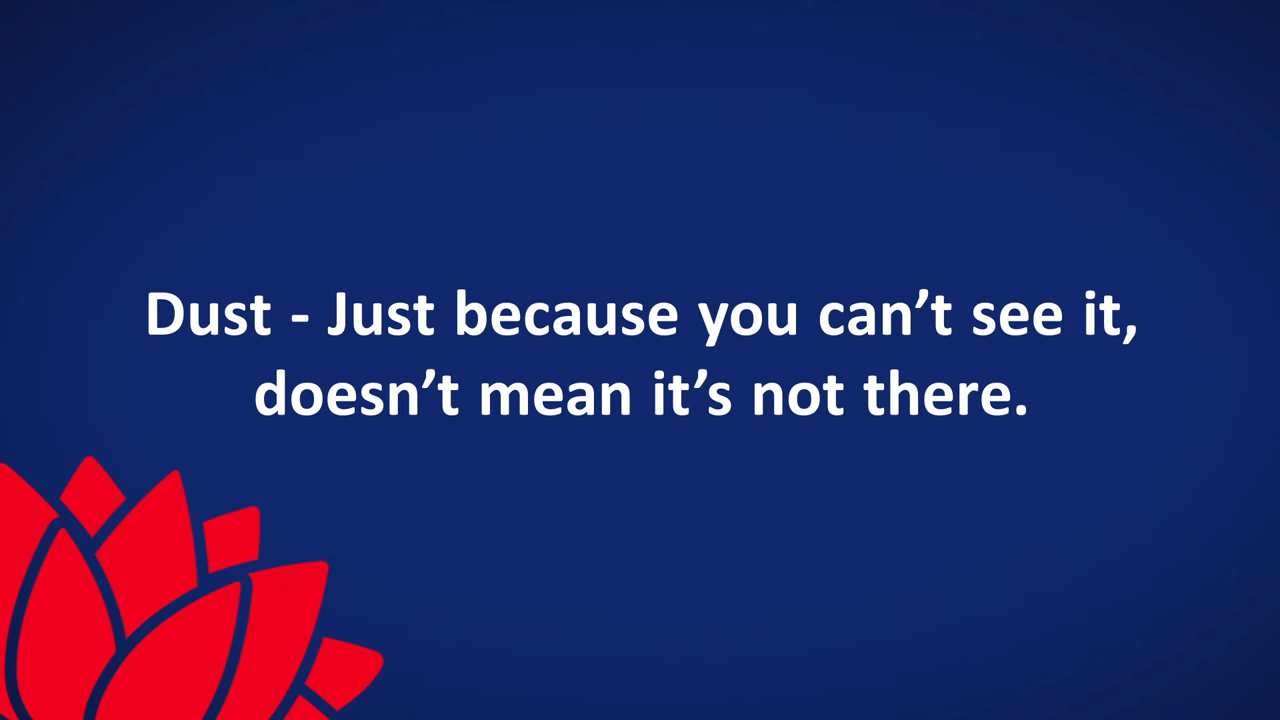 Dust - Just because you can’t see it,
doesn’t mean it’s not there.